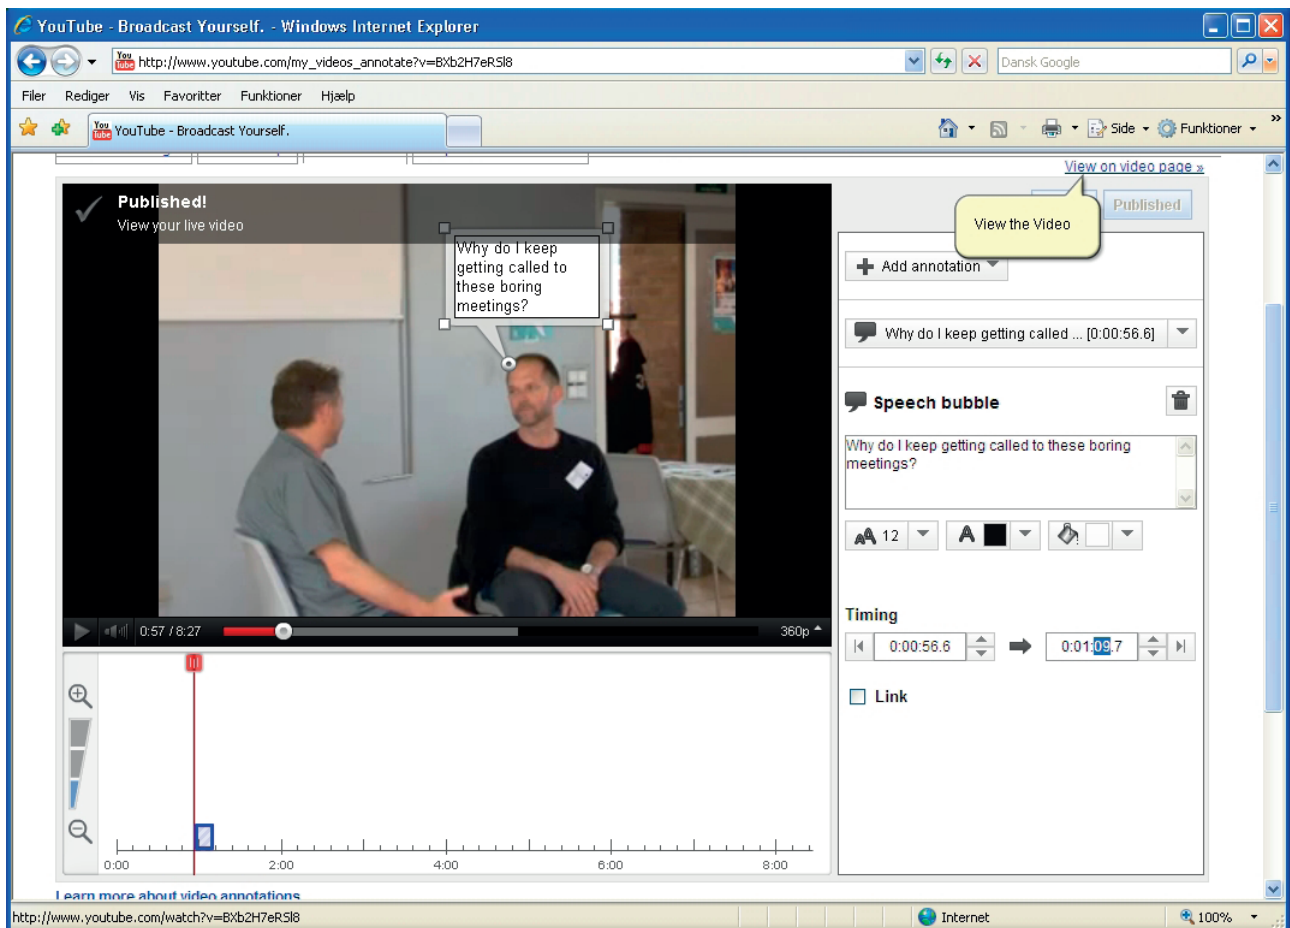 YouTube - Broadcast Yourself. - Windows Internet Explorer
http://www.youtube.com/my_videos_annotate?v=BXb2H7eRSl8
Dansk Google
Filer Rediger Vis Favoritter Funktioner Hjælp
YouTube - Broadcast Yourself.
Side
Funktioner
View on video page »
View the Video
Published
Published!
View your live video
Why do I keep
getting called to
these boring
meetings?
Add annotation
Why do I keep getting called ... [0:00:56.6]
Speech bubble
Why do I keep getting called to these boring
meetings?
12
Timing
0:00:56.6
0:01:09.7
Link
0:57 / 8:27
360p
0:00 2:00 4:00 6:00 8:00
Learn more about video annotations
http://www.youtube.com/watch?v=BXb2H7eRSl8
Internet
100%